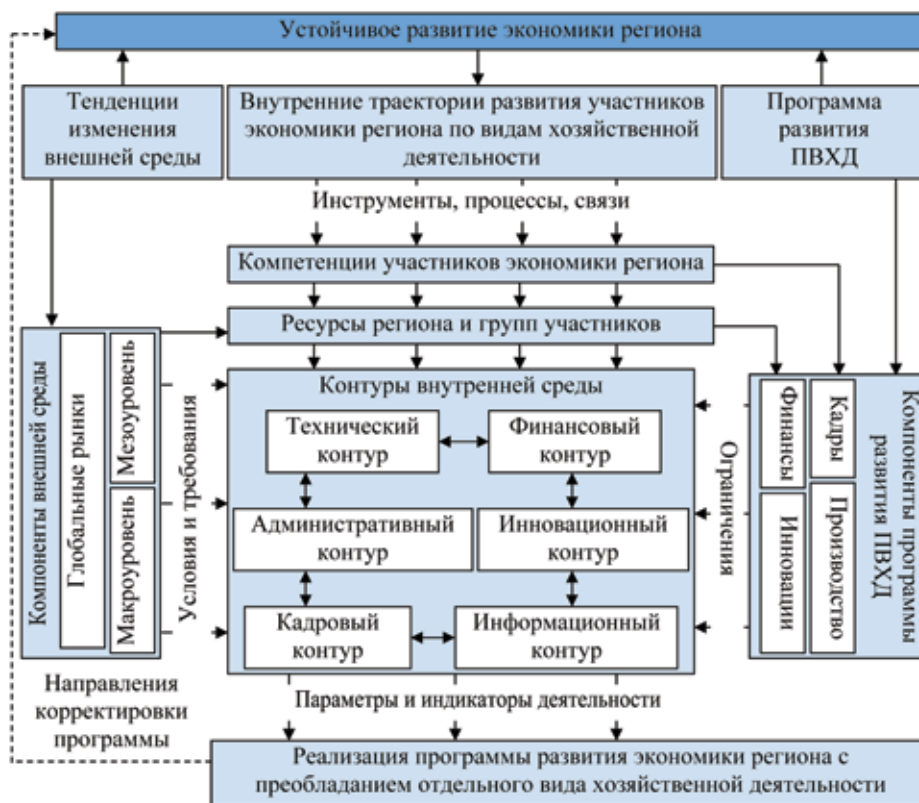 Устойчивое развитие экономики региона
Тенденции
изменения
внешней среды
Внутренние траектории развития участников
экономики региона по видам хозяйственной
деятельности
Программа
развития
ПВХД
Инструменты, процессы, связи
Компетенции участников экономики региона
Ресурсы региона и групп участников
Компоненты внешней среды
Глобальные рынки
Мезоуровень
Макроуровень
Условия и требования
Контуры внутренней среды
Технический
контур
Финансовый
контур
Административный
контур
Инновационный
контур
Кадровый
контур
Информационный
контур
Ограничения
Финансы
Кадры
Инновации
Производство
Компоненты программы
развития ПВХД
Направления
корректировки
программы
Параметры и индикаторы деятельности
Реализация программы развития экономики региона с
преобладанием отдельного вида хозяйственной деятельности